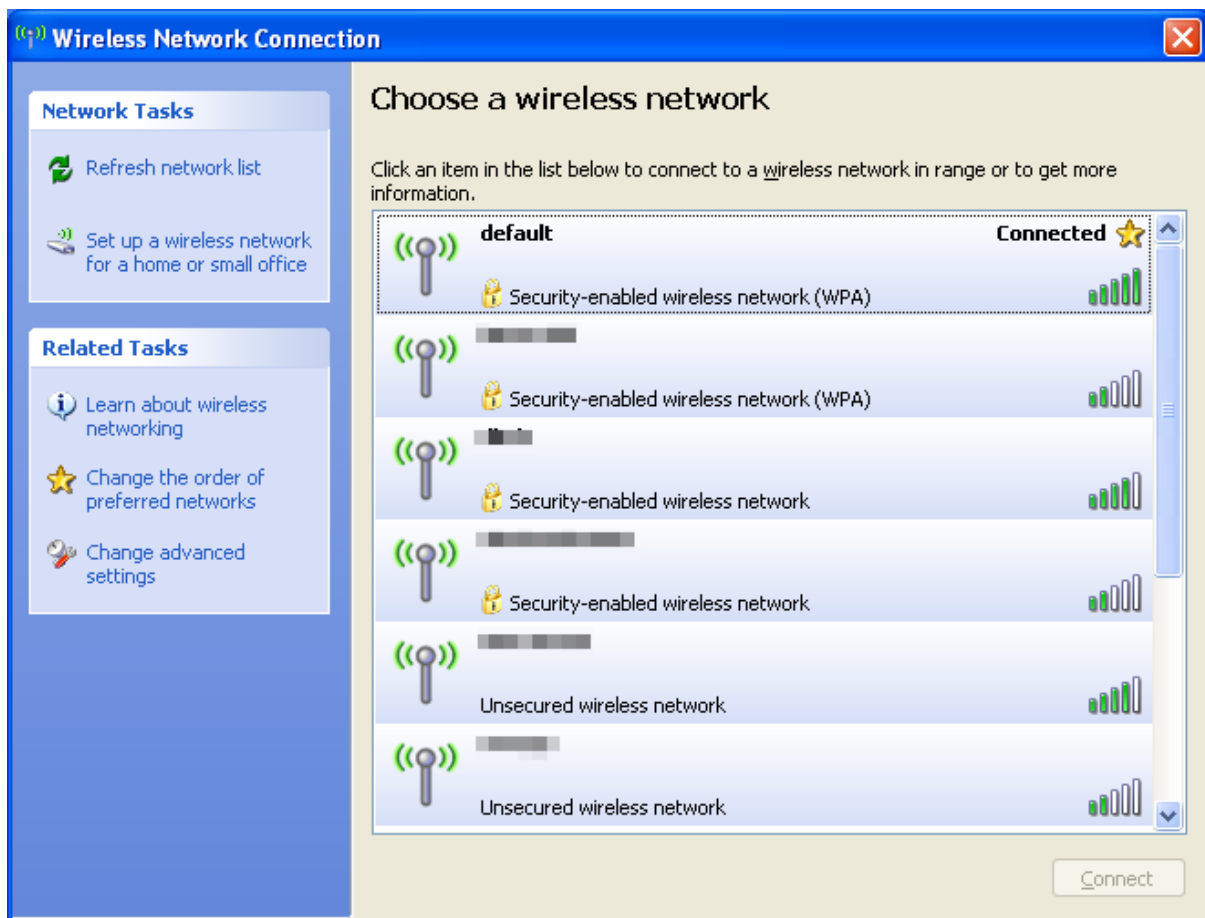 Wireless Network Connection
Network Tasks
Refresh network list
Set up a wireless network
for a home or small office
Related Tasks
Learn about wireless
networking
Change the order of
preferred networks
Change advanced
settings
Choose a wireless network
Click an item in the list below to connect to a wireless network in range or to get more
information.
default Connected
Security-enabled wireless network (WPA)
Security-enabled wireless network (WPA)
Security-enabled wireless network
Security-enabled wireless network
Unsecured wireless network
Unsecured wireless network
Connect